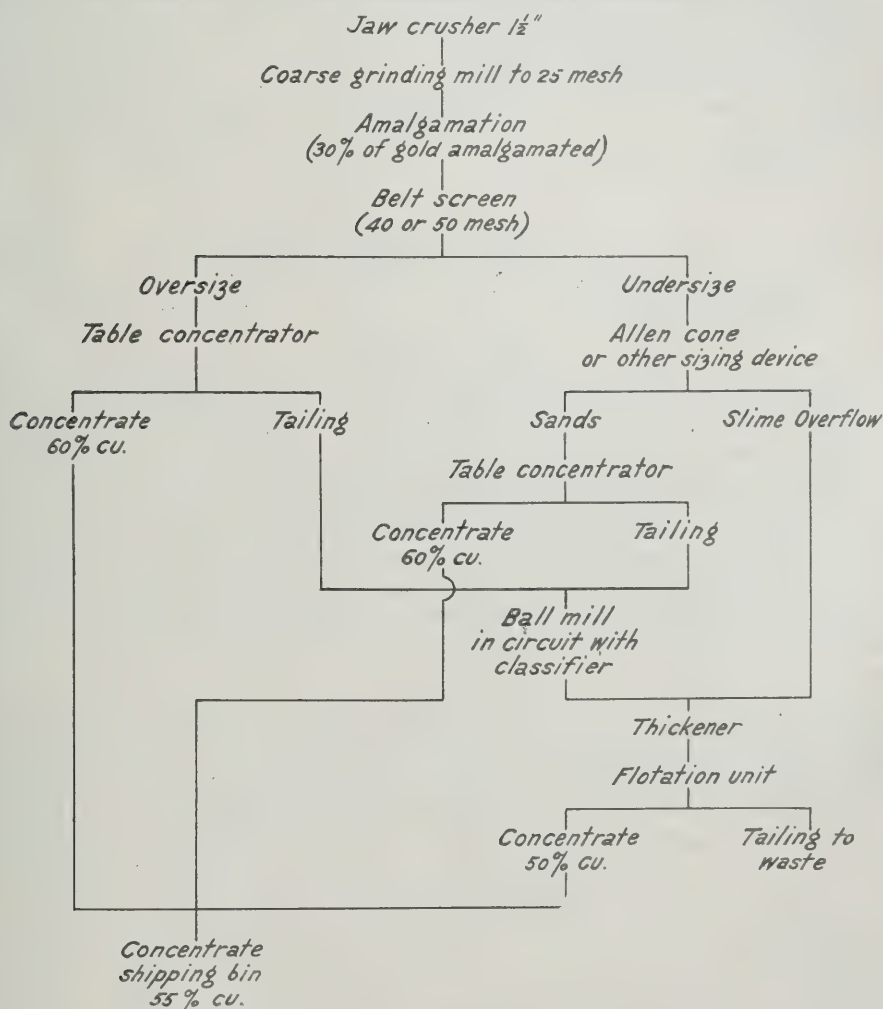 Jaw crusher 1½"
Coarse grinding mill to 25 mesh
Amalgamation
(30% of gold amalgamated)
Belt screen
(40 or 50 mesh)
Oversize
Undersize
Table concentrator
Allen cone
or other sizing device
Concentrate
60% cu.
Tailing
Sands
Slime Overflow
Table concentrator
Concentrate
60% cu.
Tailing
Ball mill
in circuit with
classifier
Thickener
Flotation unit
Concentrate
50% cu.
Tailing to
waste
Concentrate
shipping bin
55% cu.